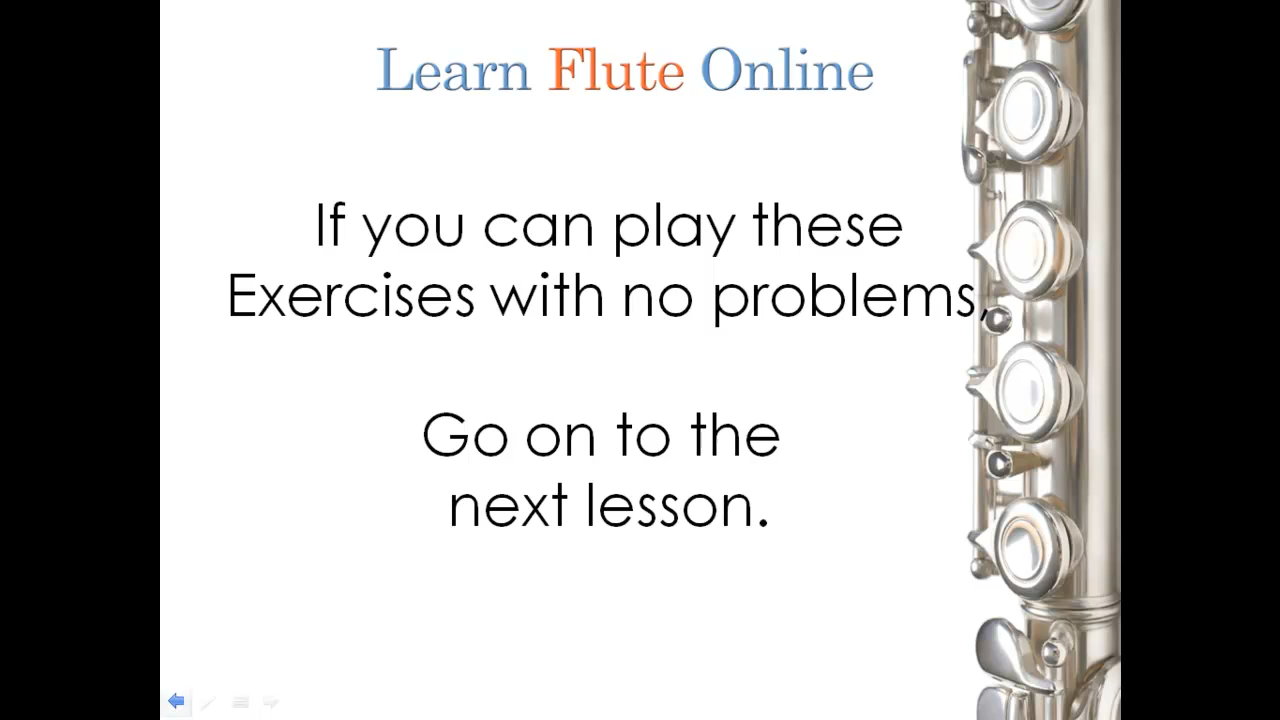 Learn Flute Online
If you can play these
Exercises with no problems,
Go on to the
next lesson.